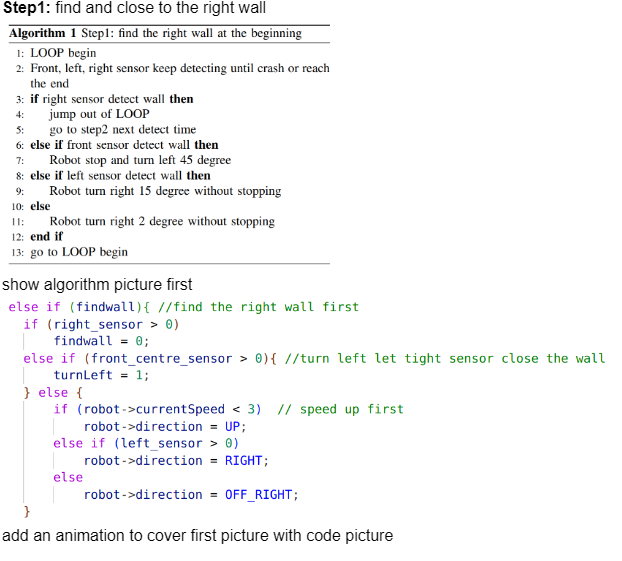 Step1: find and close to the right wall
Algorithm 1 Step1: find the right wall at the beginning
1: LOOP begin
2: Front, left, right sensor keep detecting until crash or reach
the end
3: if right sensor detect wall then
4: jump out of LOOP
5: go to step2 next detect time
6: else if front sensor detect wall then
7: Robot stop and turn left 45 degree
8: else if left sensor detect wall then
9: Robot turn right 15 degree without stopping
10: else
11: Robot turn right 2 degree without stopping
12: end if
13: go to LOOP begin
show algorithm picture first
else if (findwall){ //find the right wall first
if (right_sensor > 0)
findwall = 0;
else if (front_centre_sensor > 0){ //turn left let tight sensor close the wall
turnLeft = 1;
} else {
if (robot->currentSpeed < 3) // speed up first
robot->direction = UP;
else if (left_sensor > 0)
robot->direction = RIGHT;
else
robot->direction = OFF_RIGHT;
}
add an animation to cover first picture with code picture